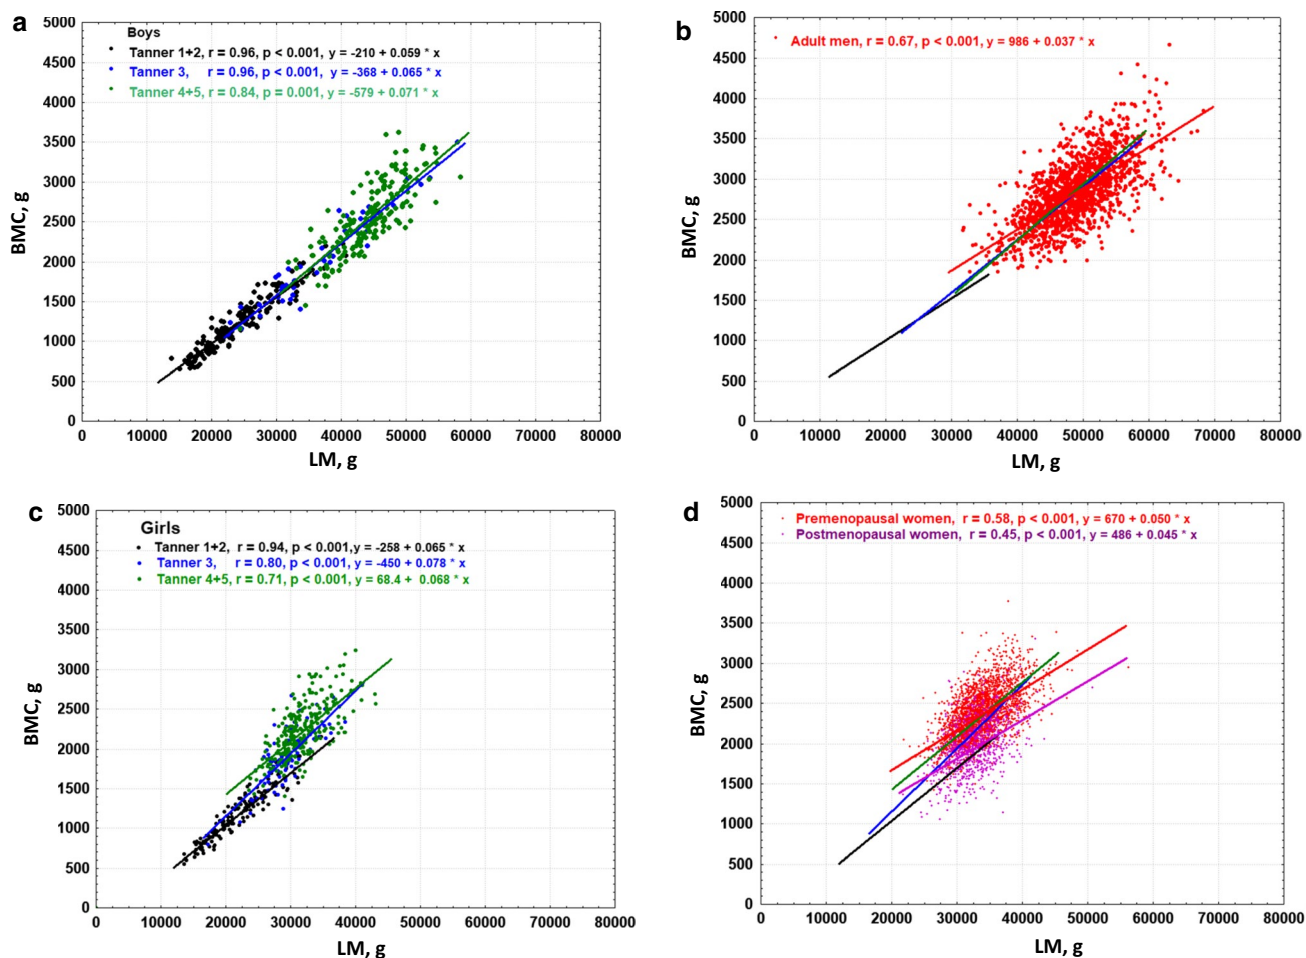 a
Boys
Tanner 1+2, r = 0.96, p < 0.001, y = -210 + 0.059 * x
Tanner 3, r = 0.96, p < 0.001, y = -368 + 0.065 * x
Tanner 4+5, r = 0.84, p = 0.001, y = -579 + 0.071 * x
5000
4500
4000
3500
3000
2500
2000
1500
1000
500
0
BMC, g
0 10000 20000 30000 40000 50000 60000 70000 80000
LM, g
b
Adult men, r = 0.67, p < 0.001, y = 986 + 0.037 * x
5000
4500
4000
3500
3000
2500
2000
1500
1000
500
0
BMC, g
0 10000 20000 30000 40000 50000 60000 70000 80000
LM, g
c
Girls
Tanner 1+2, r = 0.94, p < 0.001, y = -258 + 0.065 * x
Tanner 3, r = 0.80, p < 0.001, y = -450 + 0.078 * x
Tanner 4+5, r = 0.71, p < 0.001, y = 68.4 + 0.068 * x
5000
4500
4000
3500
3000
2500
2000
1500
1000
500
0
BMC, g
0 10000 20000 30000 40000 50000 60000 70000 80000
LM, g
d
Premenopausal women, r = 0.58, p < 0.001, y = 670 + 0.050 * x
Postmenopausal women, r = 0.45, p < 0.001, y = 486 + 0.045 * x
5000
4500
4000
3500
3000
2500
2000
1500
1000
500
0
BMC, g
0 10000 20000 30000 40000 50000 60000 70000 80000
LM, g